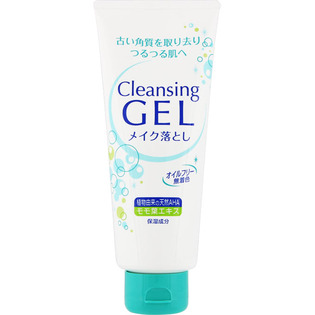 古い角質を取り去り
つるつる肌へ
Cleansing
GEL
メイク落とし
オイルフリー
無着色
植物由来の天然AHA
モモ葉エキス
保湿成分